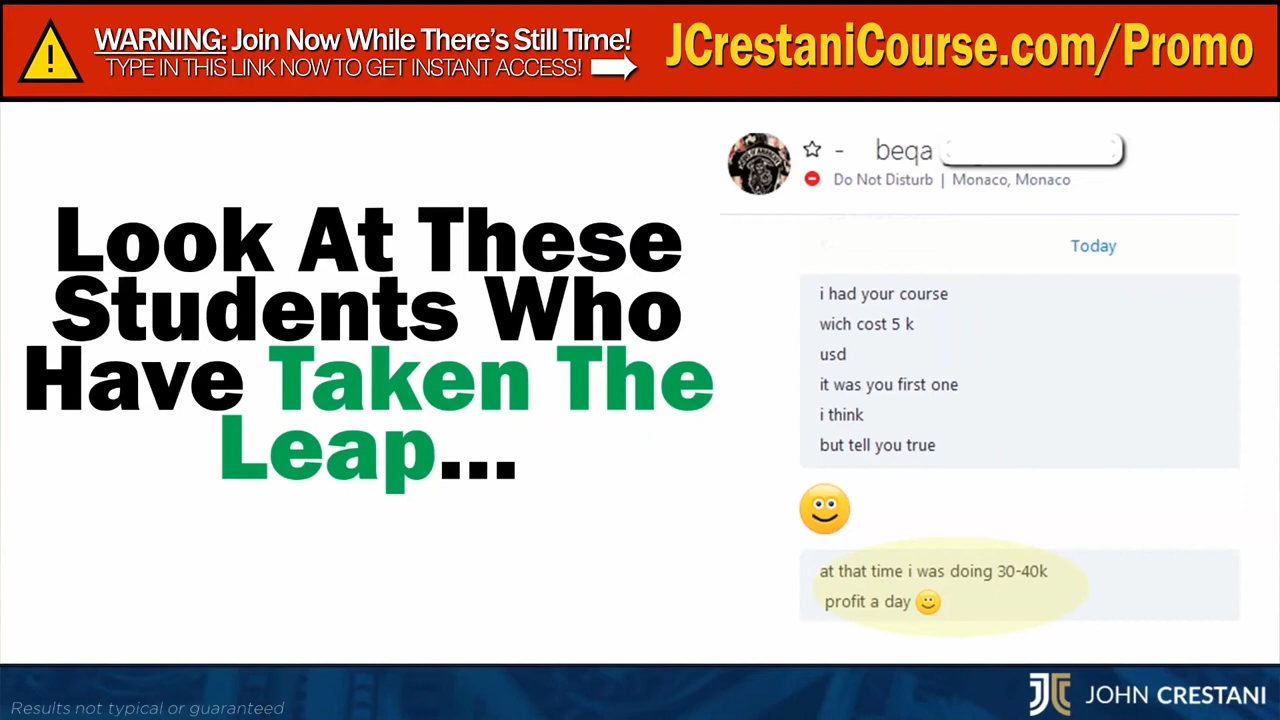 WARNING: Join Now While There's Still Time!
TYPE IN THIS LINK NOW TO GET INSTANT ACCESS!
JCrestaniCourse.com/Promo
Look At These
Students Who
Have Taken The
Leap...
- beqa
Do Not Disturb | Monaco, Monaco
Today
i had your course
wich cost 5 k
usd
it was you first one
i think
but tell you true
at that time i was doing 30-40k
profit a day
Results not typical or guaranteed
JC JOHN CRESTANI